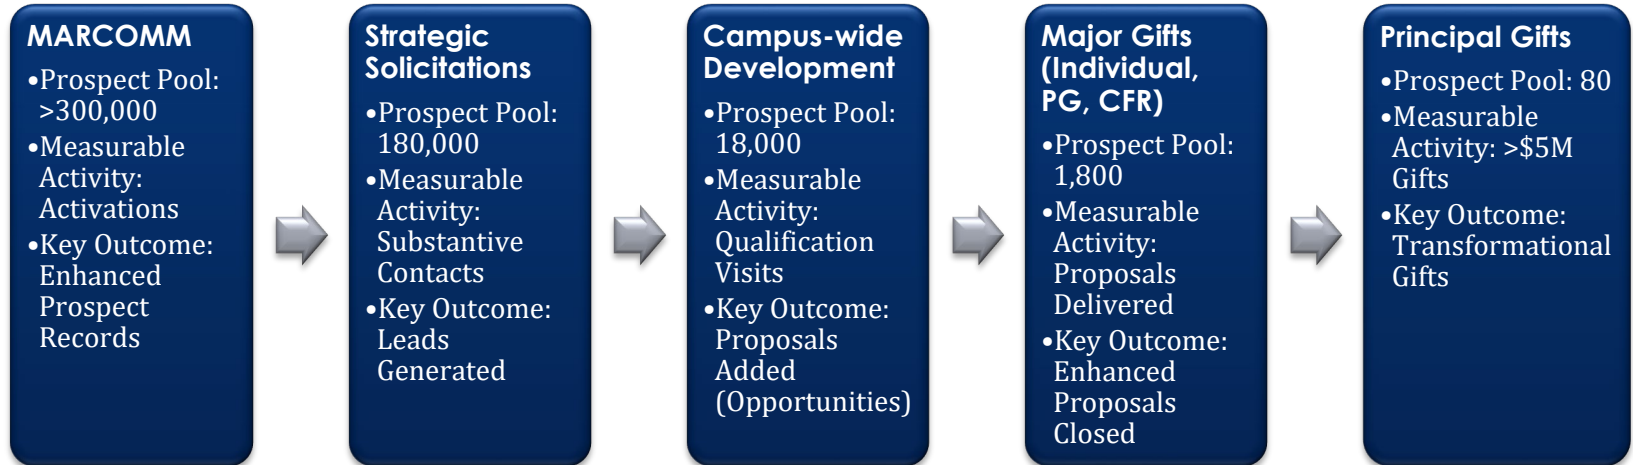 MARCOMM
•Prospect Pool:
>300,000
•Measurable
Activity:
Activations
•Key Outcome:
Enhanced
Prospect
Records
Strategic
Solicitations
•Prospect Pool:
180,000
•Measurable
Activity:
Substantive
Contacts
•Key Outcome:
Leads
Generated
Campus-wide
Development
•Prospect Pool:
18,000
•Measurable
Activity:
Qualification
Visits
•Key Outcome:
Proposals
Added
(Opportunities)
Major Gifts
(Individual,
PG, CFR)
•Prospect Pool:
1,800
•Measurable
Activity:
Proposals
Delivered
•Key Outcome:
Enhanced
Proposals
Closed
Principal Gifts
•Prospect Pool: 80
•Measurable
Activity: >$5M
Gifts
•Key Outcome:
Transformational
Gifts